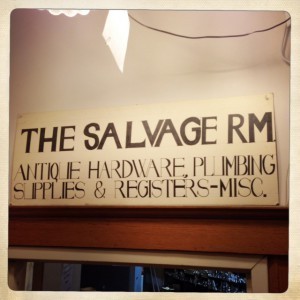 THE SALVAGE RM
ANTIQUE HARDWARE, PLUMBING
SUPPLIES & REGISTERS-MISC.